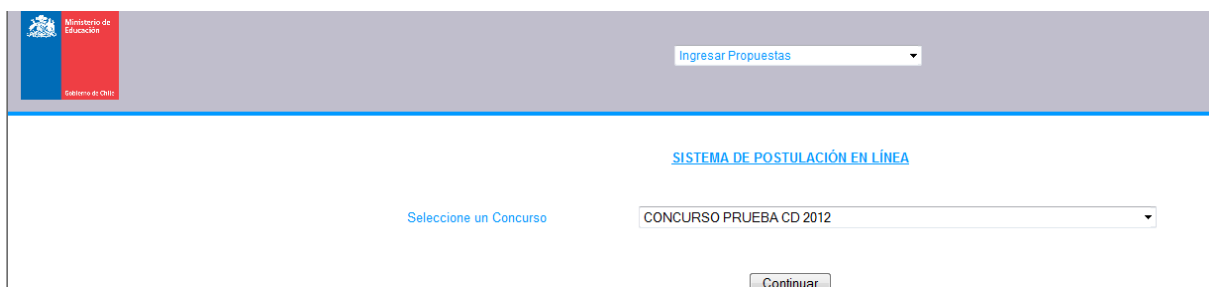 Ministerio de
Educación
Gobierno de Chile
Ingresar Propuestas
SISTEMA DE POSTULACIÓN EN LÍNEA
Seleccione un Concurso
CONCURSO PRUEBA CD 2012
Continuar